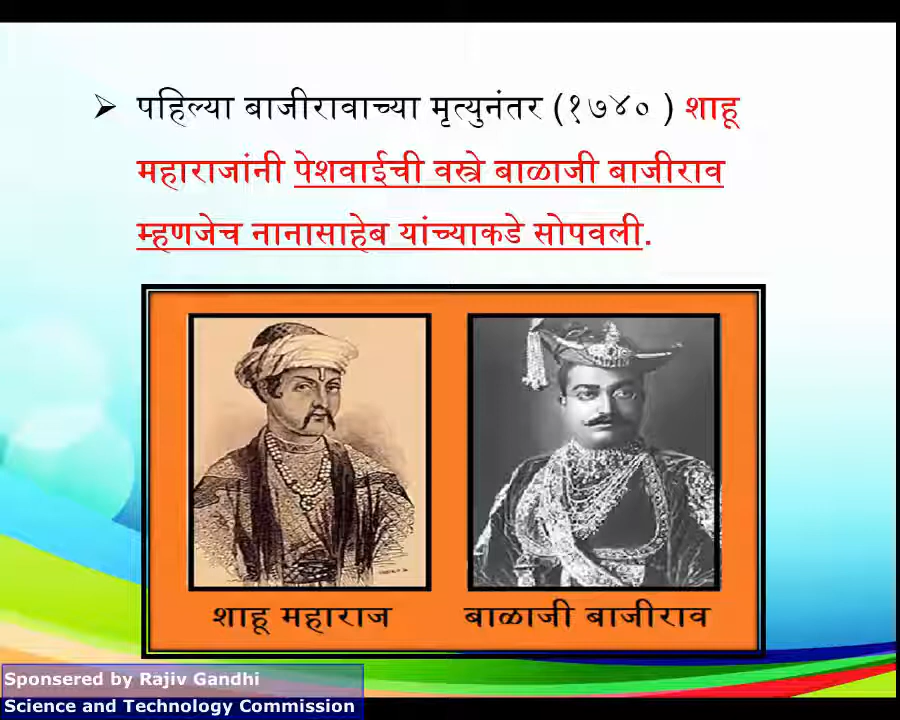 ➢ पहिल्या बाजीरावाच्या मृत्युनंतर (१७४० ) शाहू
महाराजांनी पेशवाईची वस्त्रे बाळाजी बाजीराव
म्हणजेच नानासाहेब यांच्याकडे सोपवली.
शाहू महाराज बाळाजी बाजीराव
Sponsered by Rajiv Gandhi
Science and Technology Commission